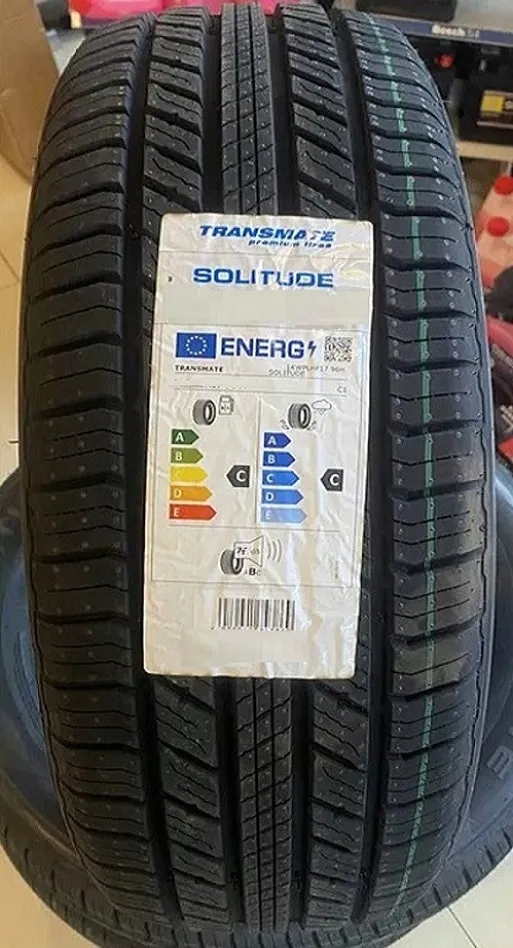 TRANSMATE
premium tires
SOLITUDE
ENERG
TRANSMATE
SOLITUDE
C1
A
B
C
D
E
C
A
B
C
D
E
C